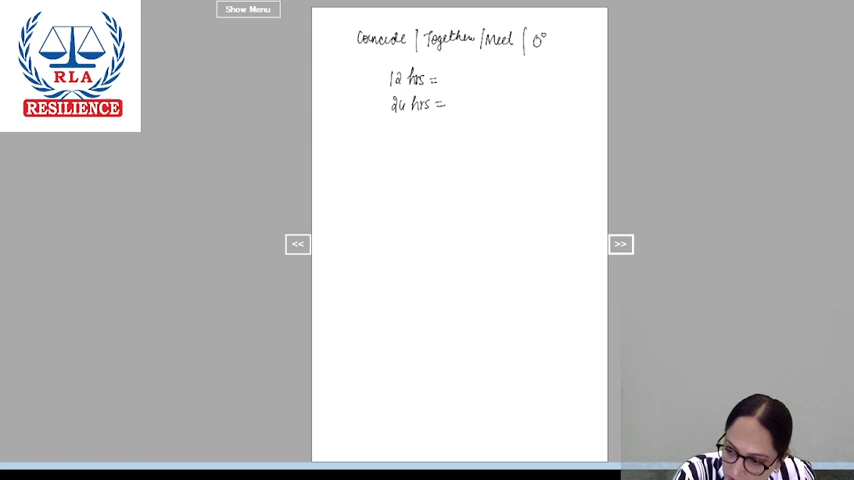 Show Menu
RLA
RESILIENCE
Coincide | Together / Meet | 0°
12 hrs =
24 hrs =
<<
>>